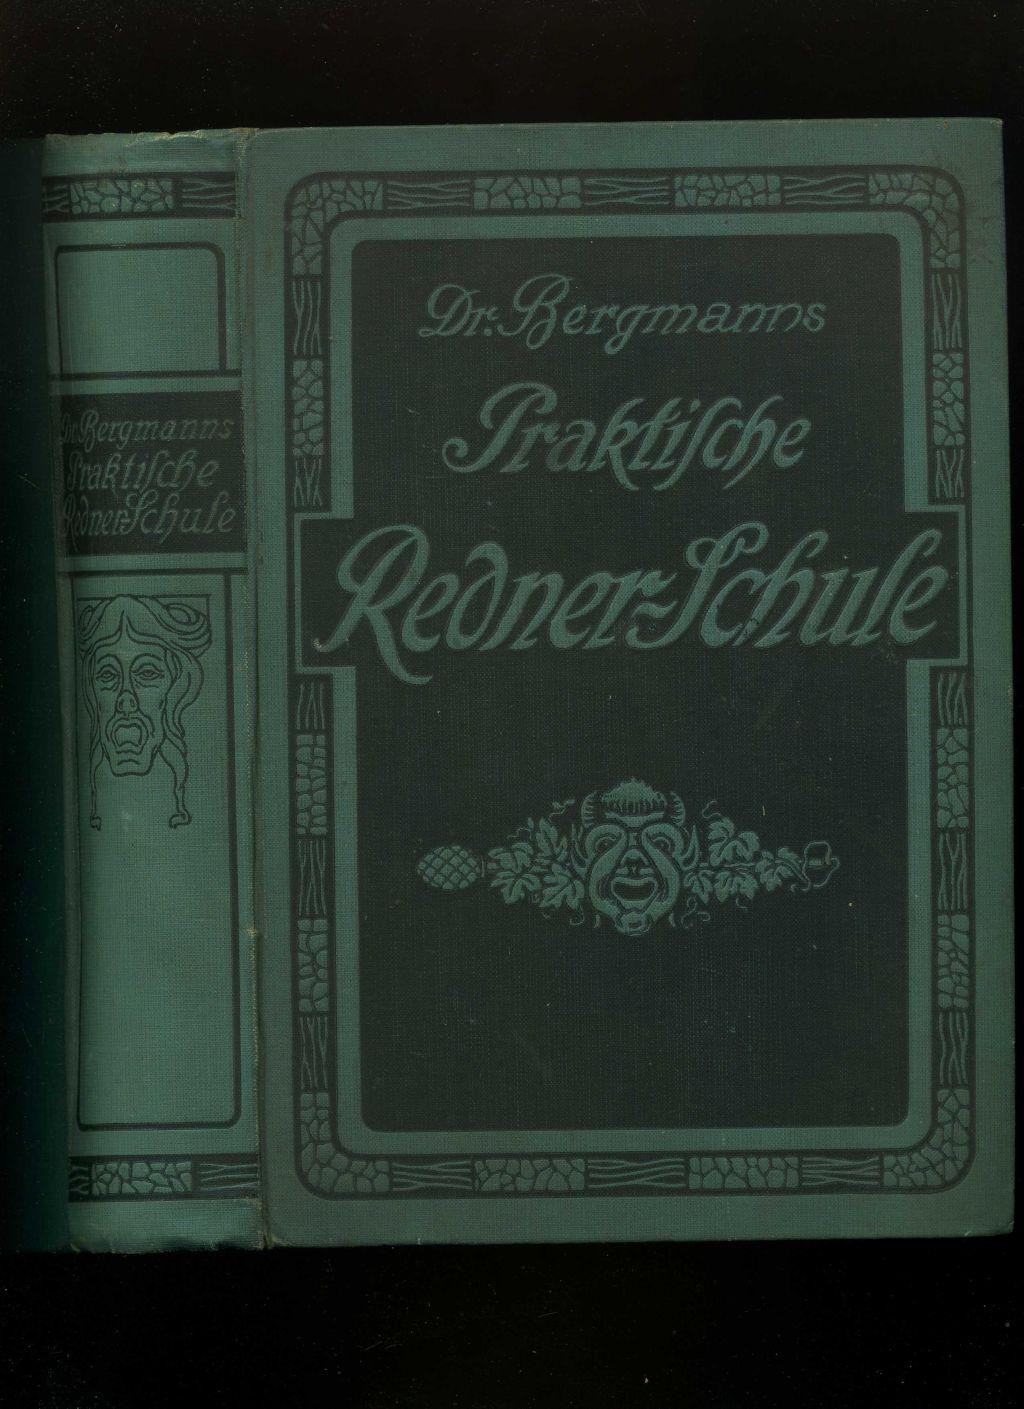 Dr. Bergmanns
Praktiſche
Redner-Schule
Dr. Bergmanns
Praktiſche
Redner-Schule